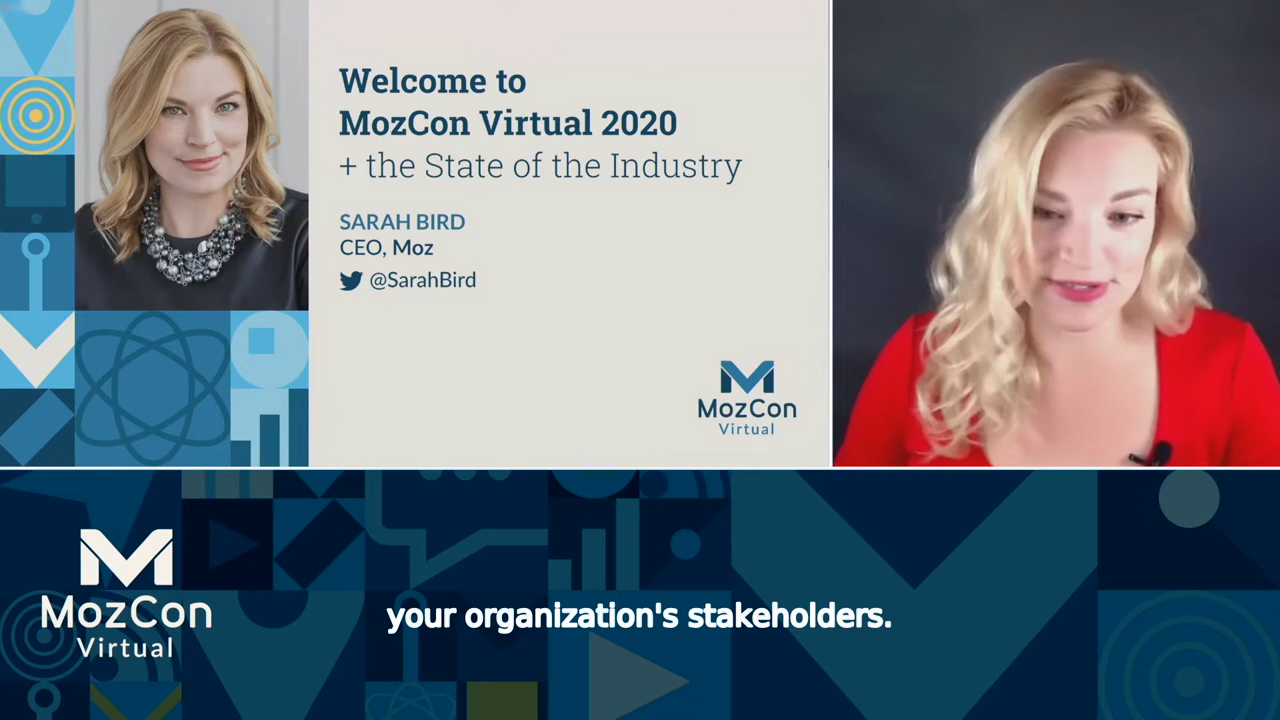 Welcome to
MozCon Virtual 2020
+ the State of the Industry
SARAH BIRD
CEO, Moz
@SarahBird
MozCon
Virtual
MozCon
Virtual
your organization's stakeholders.